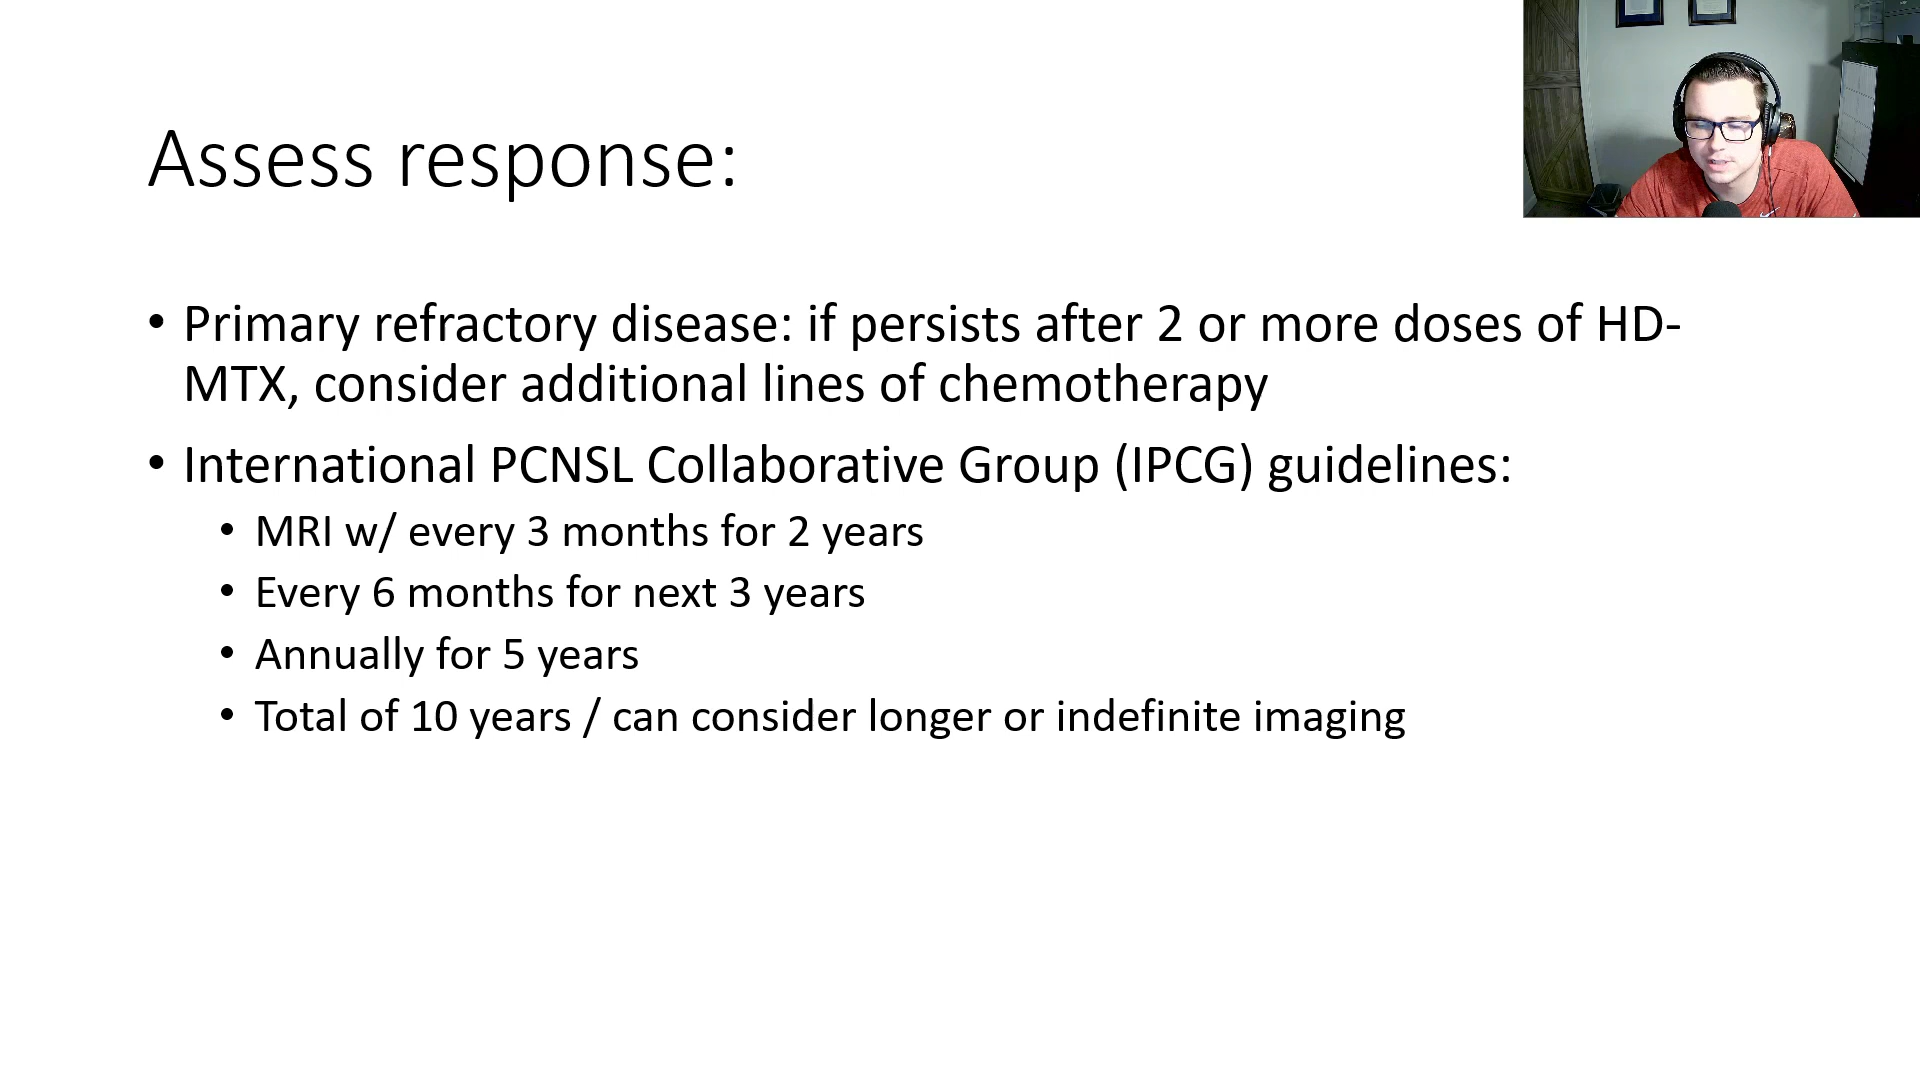 Assess response:
• Primary refractory disease: if persists after 2 or more doses of HD-
MTX, consider additional lines of chemotherapy
• International PCNSL Collaborative Group (IPCG) guidelines:
• MRI w/ every 3 months for 2 years
• Every 6 months for next 3 years
• Annually for 5 years
• Total of 10 years / can consider longer or indefinite imaging